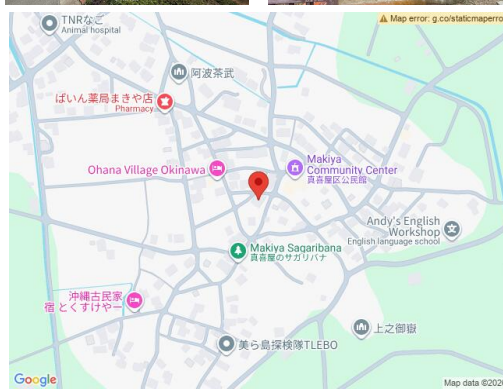 TNRなご
Animal hospital
Map error: g.co/staticmaperro
阿波茶武
ぱいん薬局まきや店
Pharmacy
Ohana Village Okinawa
Makiya
Community Center
真喜屋区公民館
Andy's English
Workshop
English language school
Makiya Sagaribana
真喜屋のサガリバナ
沖縄古民家
宿 とくすけやー
上之御嶽
美ら島探検隊TLEBO
Google
Map data ©202